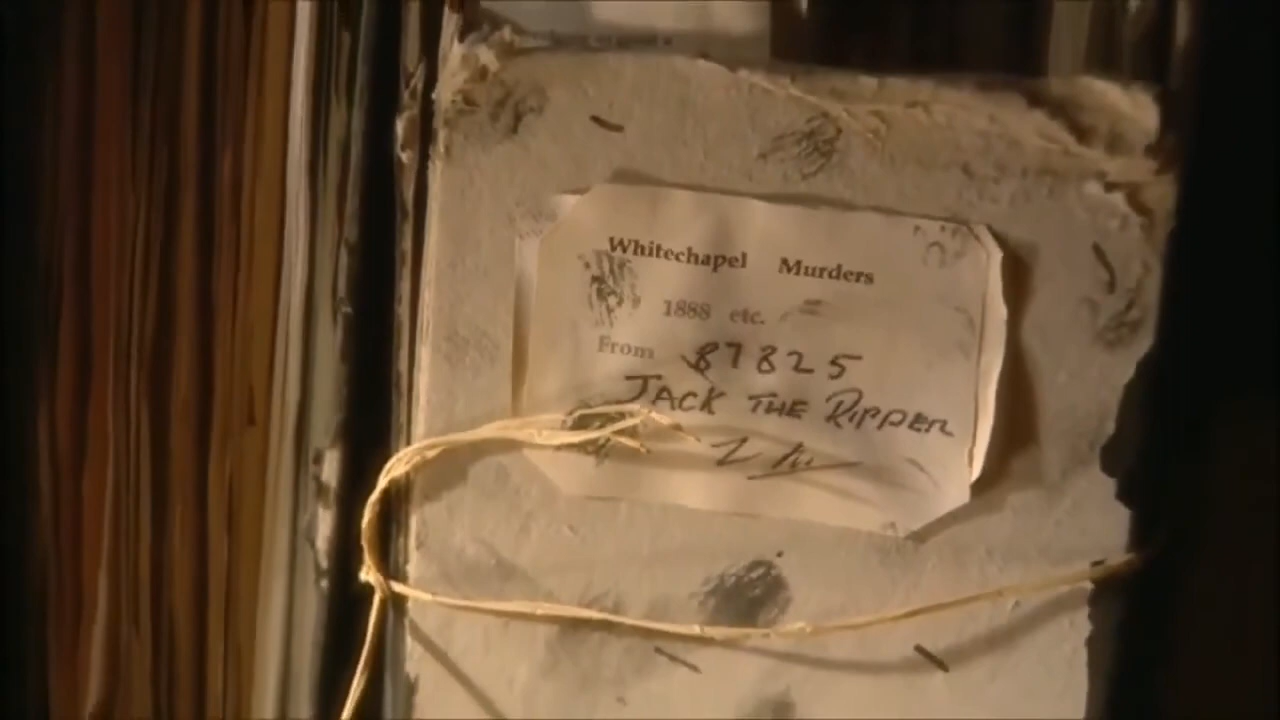 Whitechapel Murders
1888 etc.
From 87825
JACK THE RIPPER